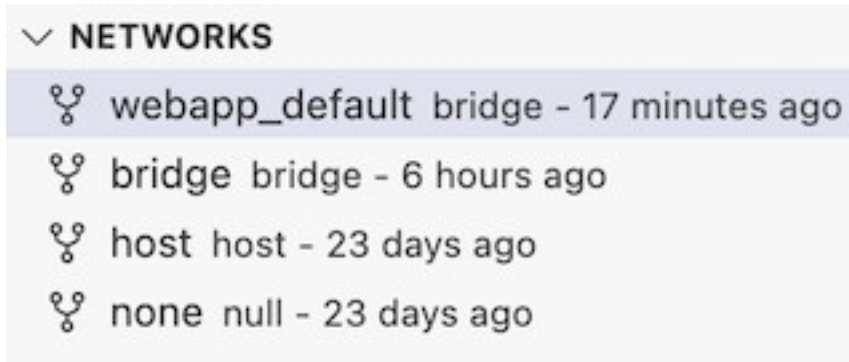 NETWORKS
webapp_default bridge - 17 minutes ago
bridge bridge - 6 hours ago
host host - 23 days ago
none null - 23 days ago